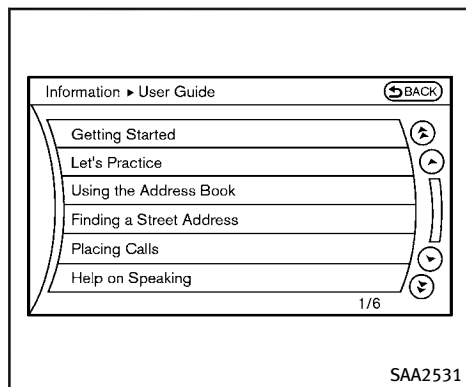 Information ▸ User Guide
BACK
Getting Started
Let's Practice
Using the Address Book
Finding a Street Address
Placing Calls
Help on Speaking
1/6
SAA2531